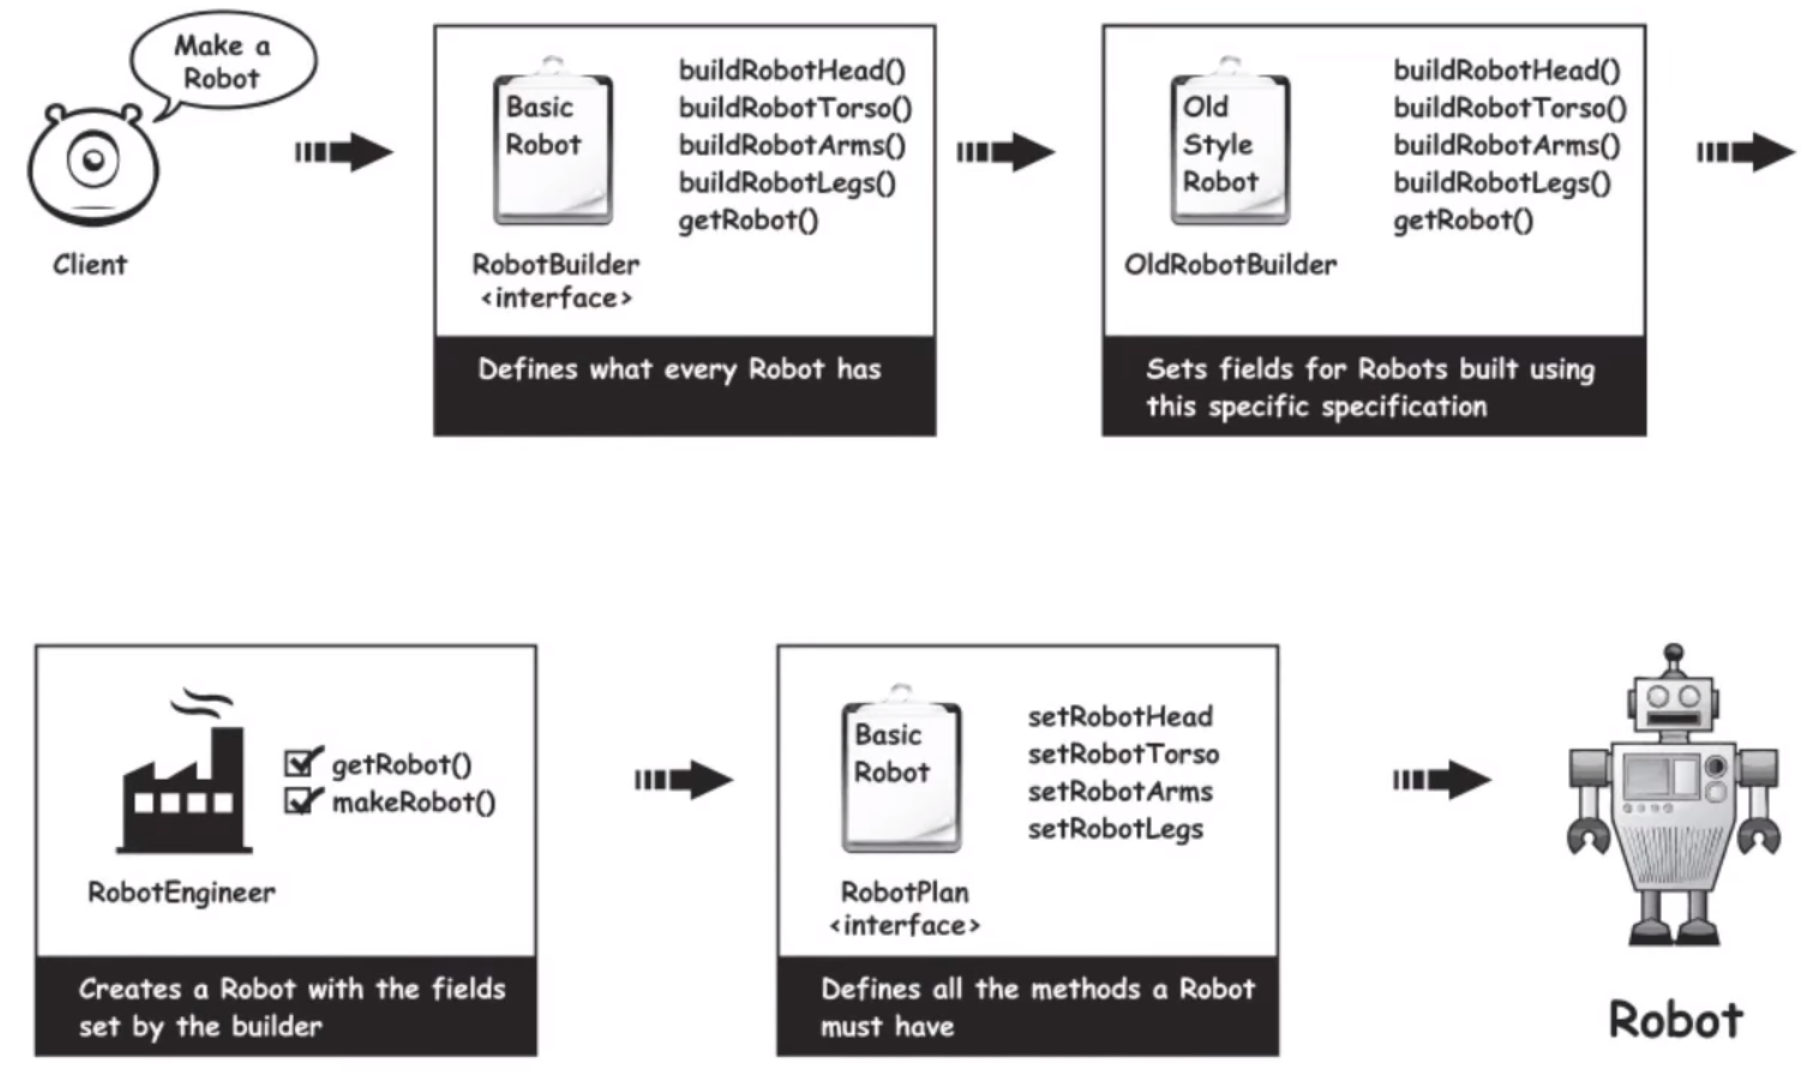 Make a
Robot
Client
Basic
Robot
buildRobotHead()
buildRobotTorso()
buildRobotArms()
buildRobotLegs()
getRobot()
RobotBuilder
<interface>
Defines what every Robot has
Old
Style
Robot
buildRobotHead()
buildRobotTorso()
buildRobotArms()
buildRobotLegs()
getRobot()
OldRobotBuilder
Sets fields for Robots built using
this specific specification
getRobot()
makeRobot()
RobotEngineer
Creates a Robot with the fields
set by the builder
Basic
Robot
setRobotHead
setRobotTorso
setRobotArms
setRobotLegs
RobotPlan
<interface>
Defines all the methods a Robot
must have
Robot